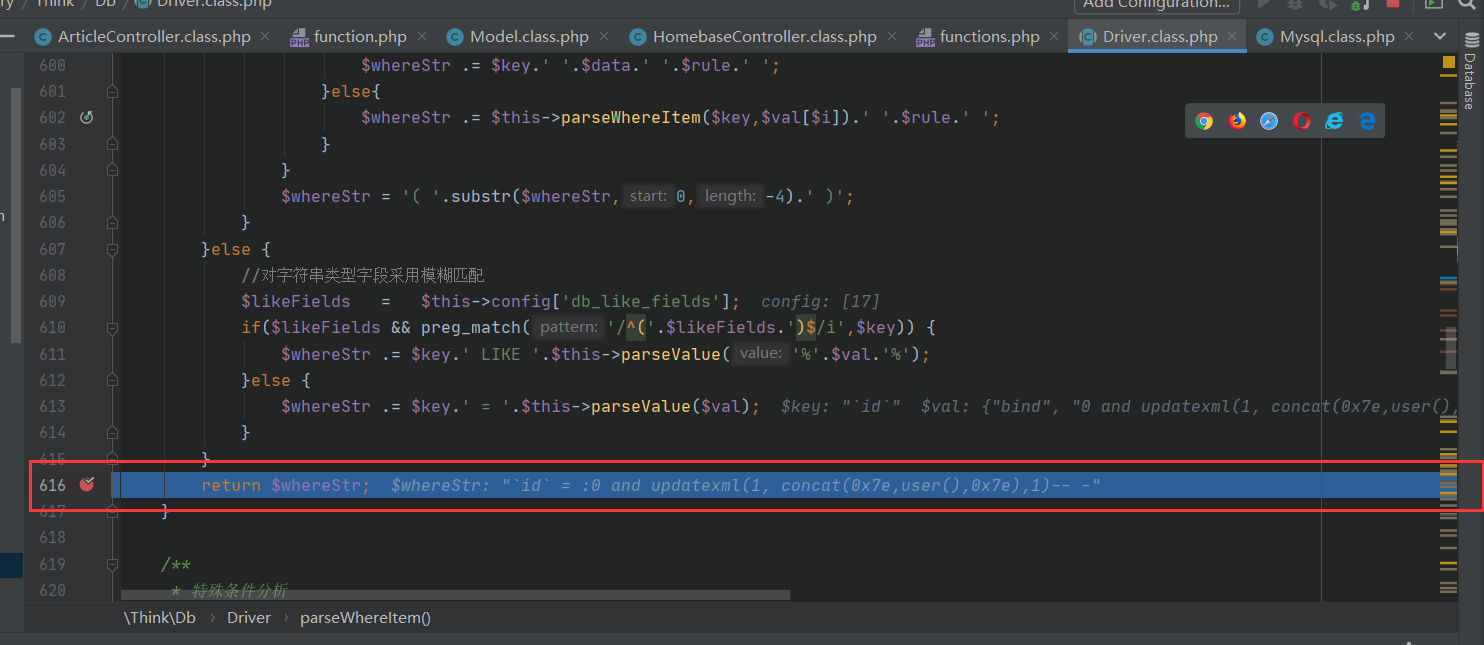 ry / Think / Db / Driver.class.php
Add Configuration...
ArticleController.class.php × function.php × Model.class.php × HomebaseController.class.php × functions.php × Driver.class.php × Mysql.class.php ×
Database
600 $whereStr .= $key.' '.$data.' '.$rule.' ';
601 }else{
602 $whereStr .= $this->parseWhereItem($key,$val[$i]).' '.$rule.' ';
603 }
604 }
605 $whereStr = '( '.substr($whereStr, start: 0, length: -4).' )';
606 }
607 }else {
608 //对字符串类型字段采用模糊匹配
609 $likeFields = $this->config['db_like_fields']; config: [17]
610 if($likeFields && preg_match( pattern: '/^('.$likeFields.')$/i',$key)) {
611 $whereStr .= $key.' LIKE '.$this->parseValue( value: '%'.$val.'%');
612 }else {
613 $whereStr .= $key.' = '.$this->parseValue($val); $key: "`id`" $val: {"bind", "0 and updatexml(1, concat(0x7e,user(),
614 }
615 }
616 return $whereStr; $whereStr: "`id` = :0 and updatexml(1, concat(0x7e,user(),0x7e),1)-- -"
617 }
618
619 /**
620 * 特殊条件分析
\Think\Db › Driver › parseWhereItem()